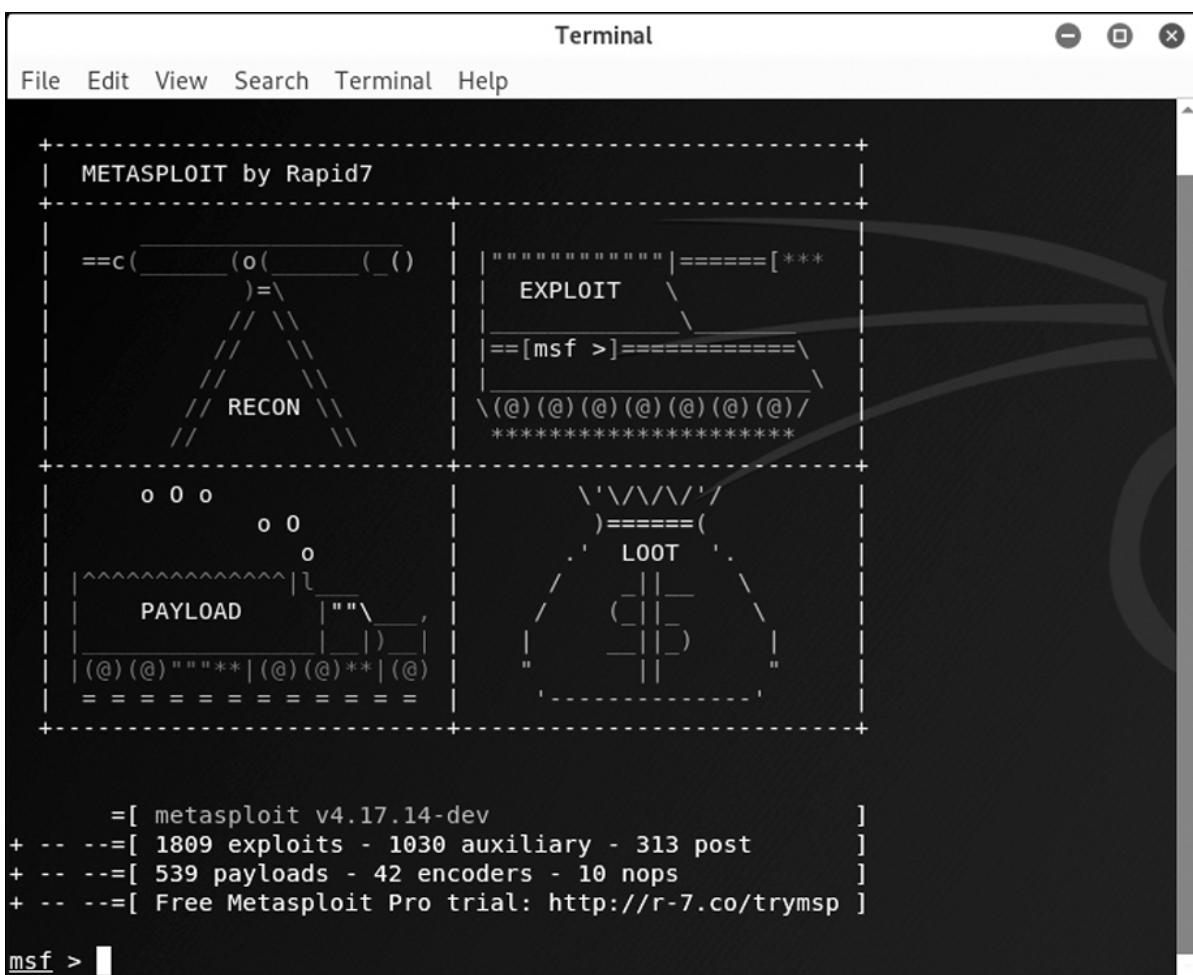 Terminal
File Edit View Search Terminal Help
METASPLOIT by Rapid7
RECON
EXPLOIT
==[msf >]============\
PAYLOAD
LOOT
=[ metasploit v4.17.14-dev ]
+ -- --=[ 1809 exploits - 1030 auxiliary - 313 post ]
+ -- --=[ 539 payloads - 42 encoders - 10 nops ]
+ -- --=[ Free Metasploit Pro trial: http://r-7.co/trymsp ]
msf >